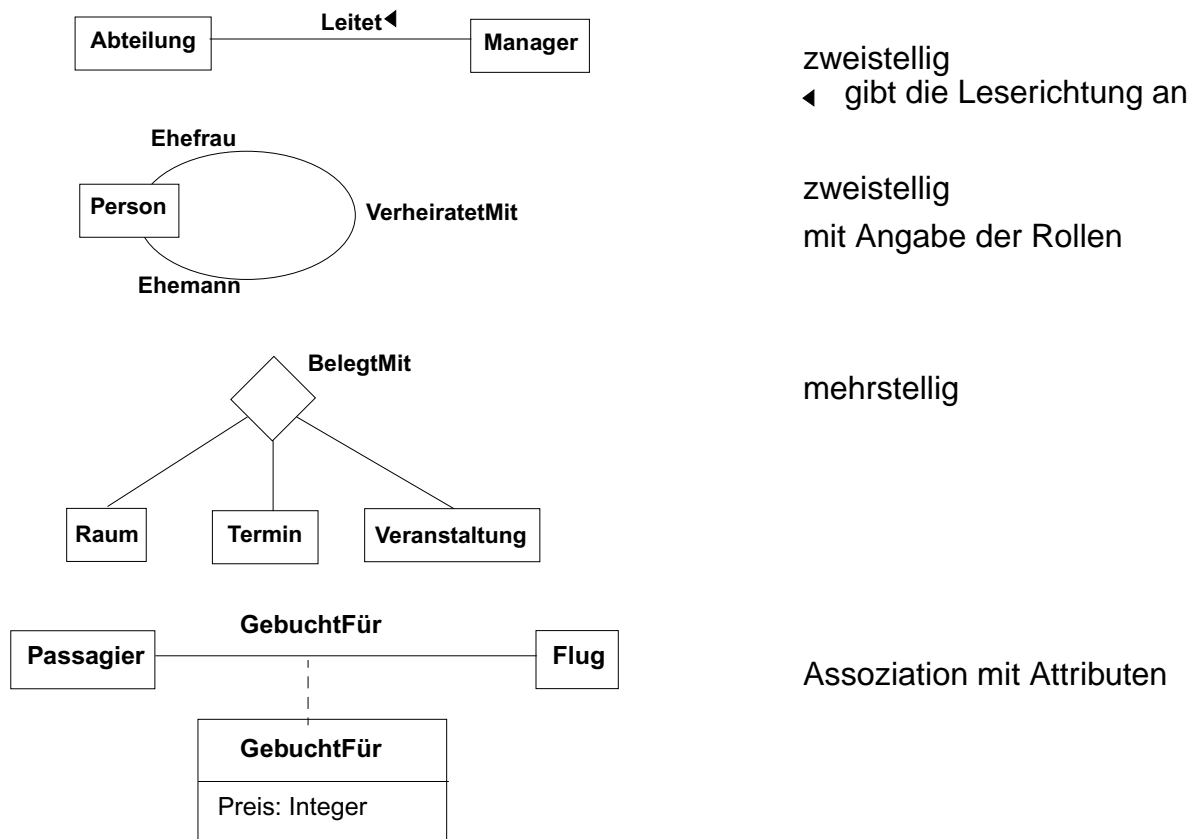 Leitet
Abteilung
Manager
zweistellig
gibt die Leserichtung an
Ehefrau
Person
VerheiratetMit
Ehemann
zweistellig
mit Angabe der Rollen
BelegtMit
mehrstellig
Raum
Termin
Veranstaltung
GebuchtFür
Passagier
Flug
Assoziation mit Attributen
GebuchtFür
Preis: Integer